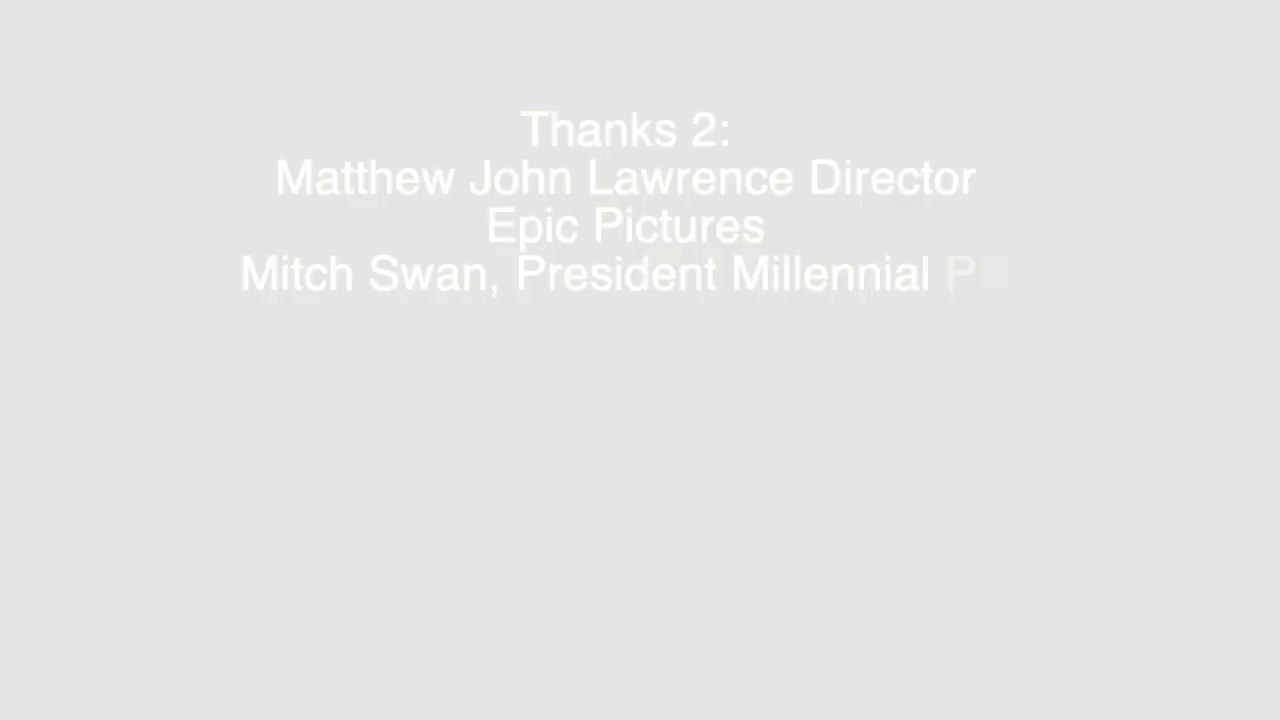 Thanks 2:
Matthew John Lawrence Director
Epic Pictures
Mitch Swan, President Millennial P